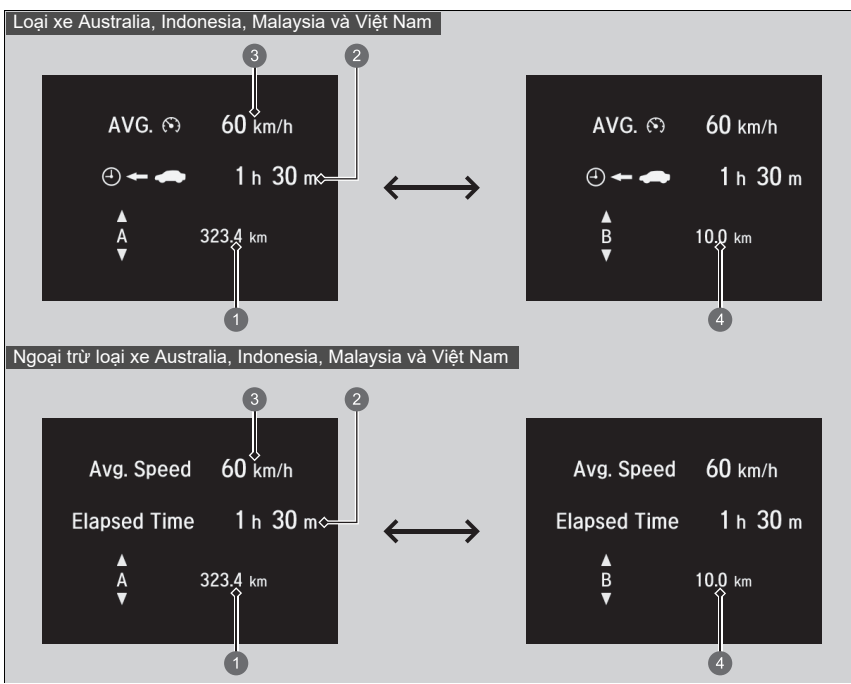 Loại xe Australia, Indonesia, Malaysia và Việt Nam
3 2
AVG. 60 km/h
1 h 30 m
A 323.4 km
1
AVG. 60 km/h
1 h 30 m
B 10.0 km
4
Ngoại trừ loại xe Australia, Indonesia, Malaysia và Việt Nam
3 2
Avg. Speed 60 km/h
Elapsed Time 1 h 30 m
A 323.4 km
1
Avg. Speed 60 km/h
Elapsed Time 1 h 30 m
B 10.0 km
4